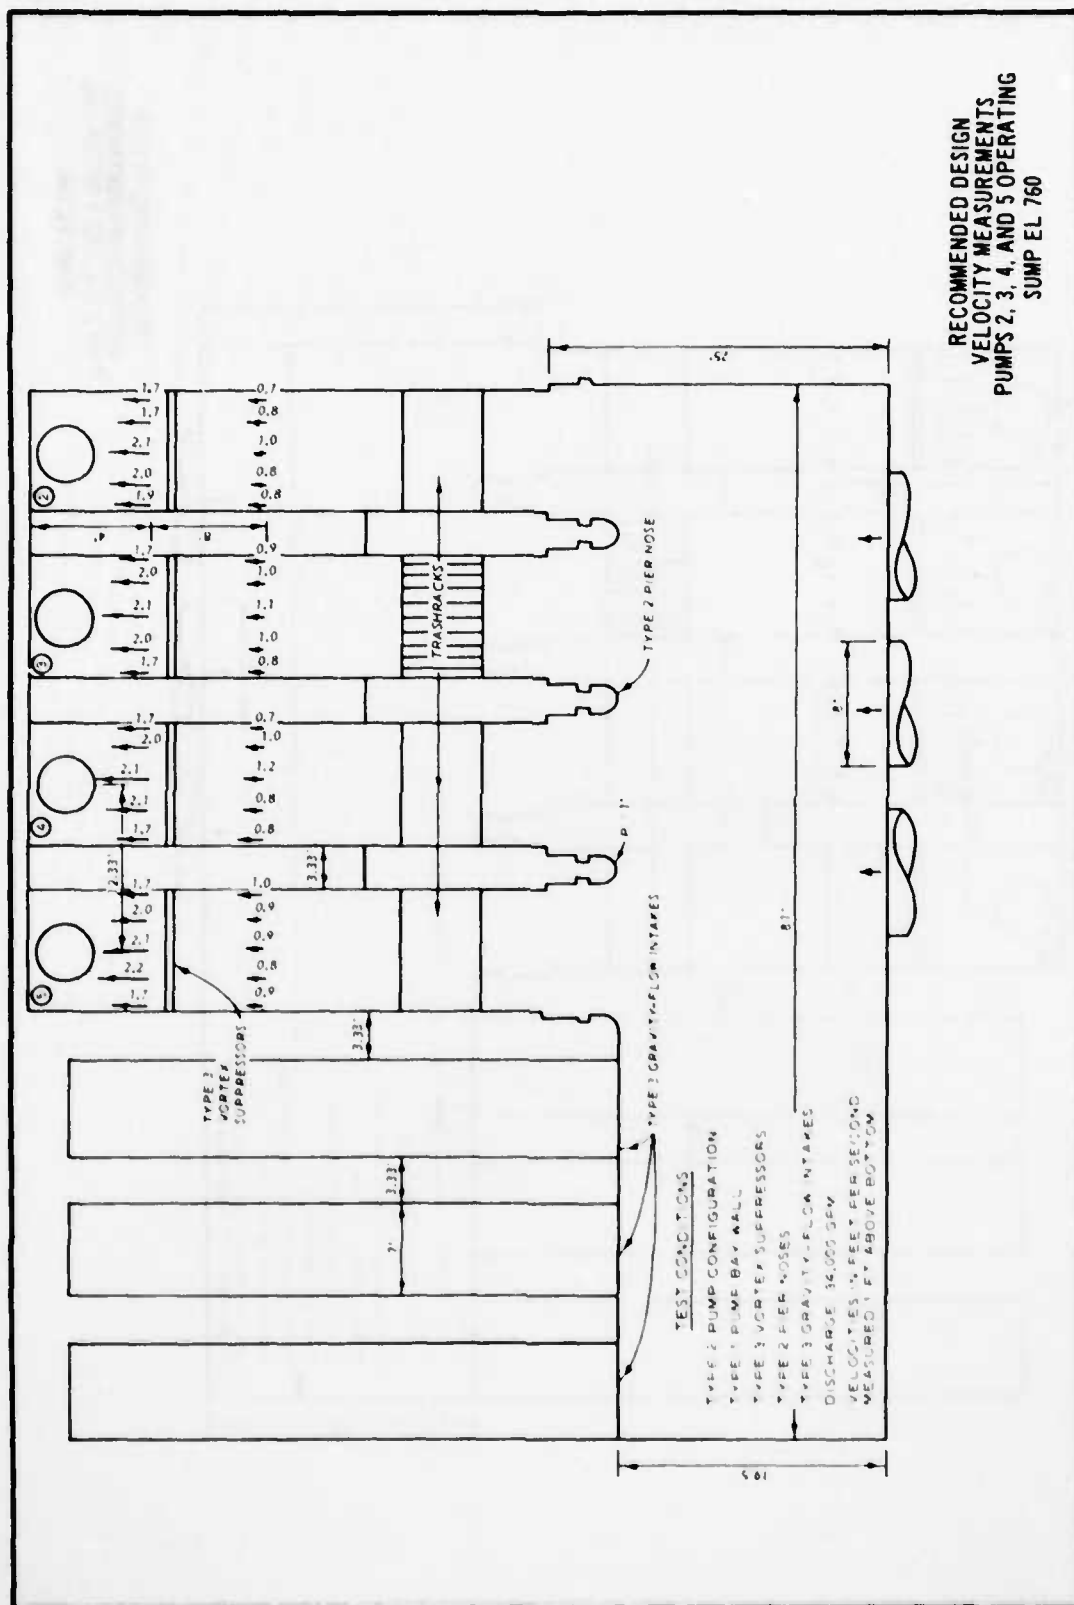 5
4
3
2
1.7
2.2
2.1
2.0
1.7
1.7
2.1
2.1
2.0
1.7
1.7
2.0
2.1
2.0
1.7
1.9
2.0
2.1
1.7
1.7
12.33'
4'
8'
0.9
0.8
0.9
0.9
1.0
0.8
0.8
1.2
1.0
0.7
0.8
1.0
1.1
1.0
0.9
0.8
0.8
1.0
0.8
0.7
TYPE 3
VORTEX
SUPPRESSORS
3.33'
3.33'
3.33'
7'
TRASHRACKS
TYPE 2 PIER NOSE
TYPE 3 GRAVITY-FLOW INTAKES
TEST CONDITIONS
TYPE 2 PUMP CONFIGURATION
TYPE 1 PUMP BAY WALL
TYPE 3 VORTEX SUPPRESSORS
TYPE 2 PIER NOSES
TYPE 3 GRAVITY-FLOW INTAKES
DISCHARGE 34,000 GPM
VELOCITIES IN FEET PER SECOND
MEASURED 1 FT ABOVE BOTTOM
25'
81'
8'
RECOMMENDED DESIGN
VELOCITY MEASUREMENTS
PUMPS 2, 3, 4, AND 5 OPERATING
SUMP EL 760